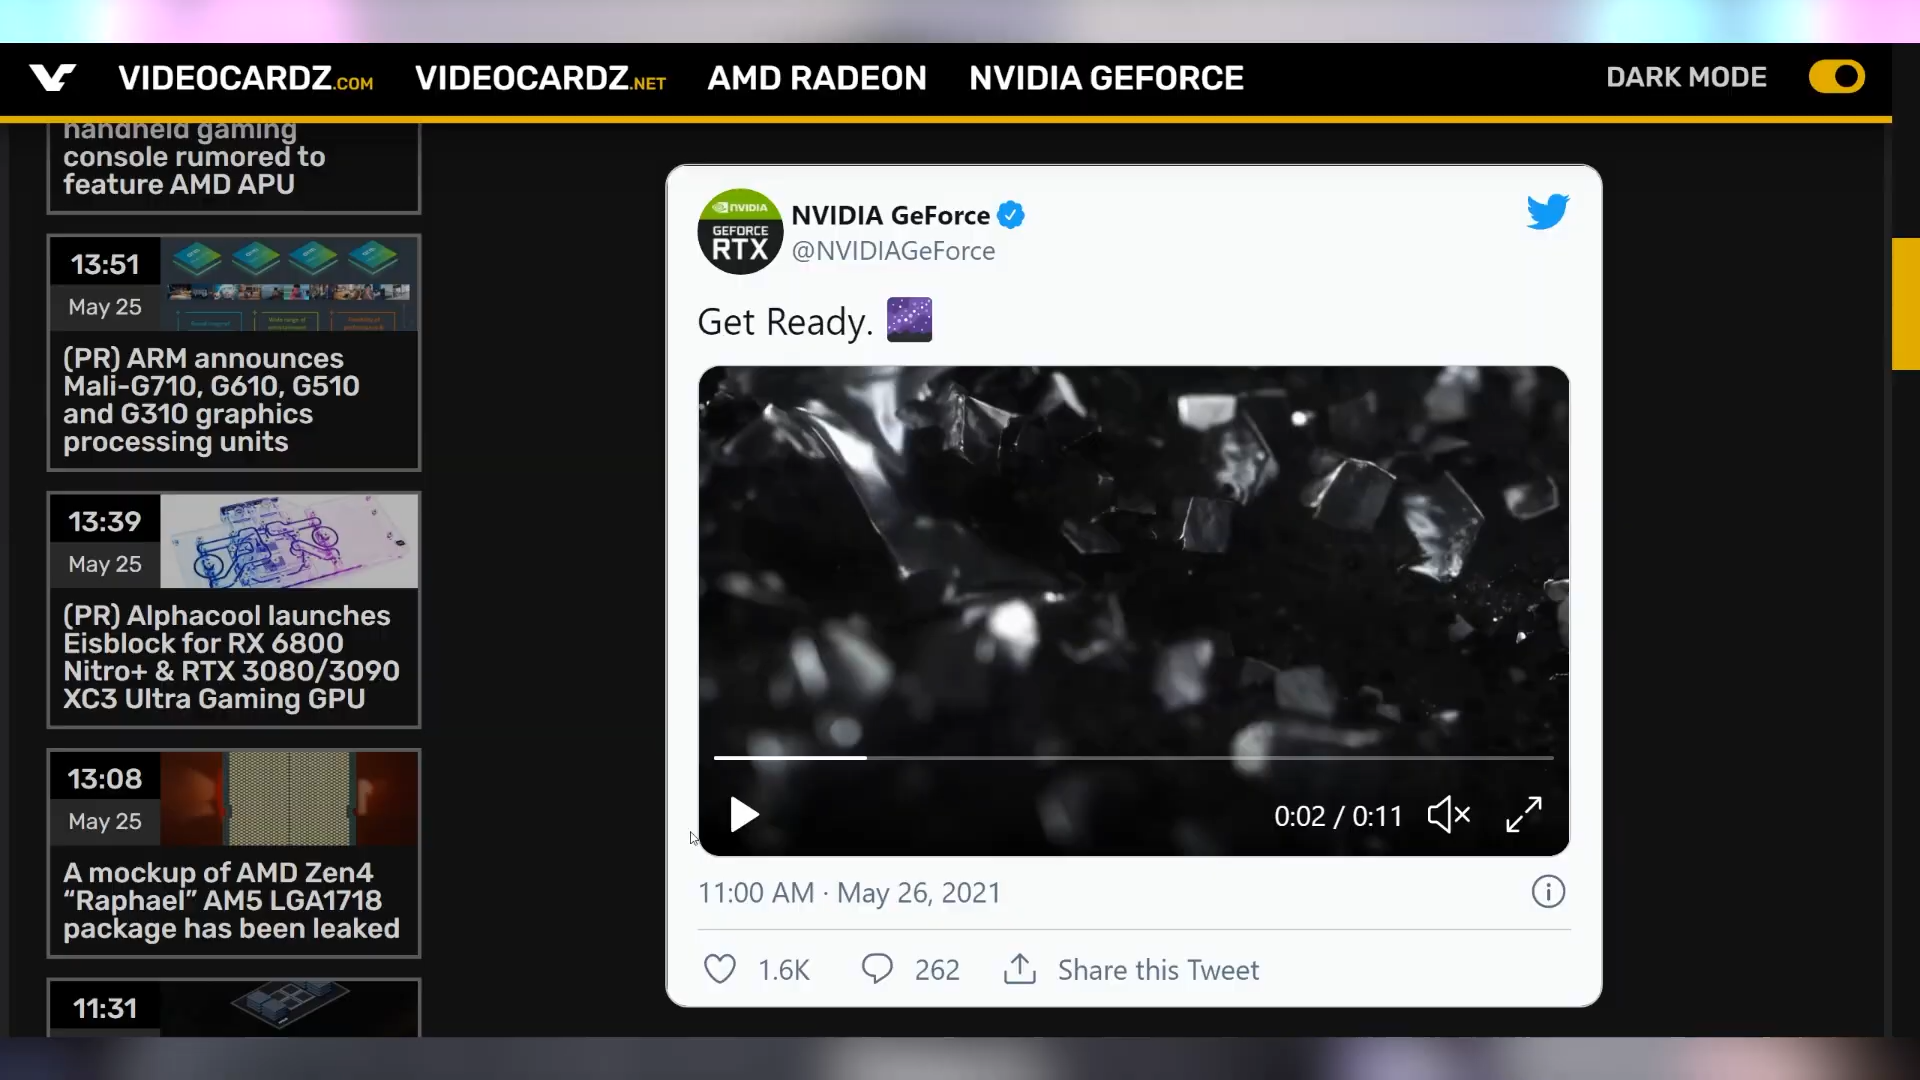 VIDEOCARDZ.COM
VIDEOCARDZ.NET
AMD RADEON
NVIDIA GEFORCE
DARK MODE
handheld gaming
console rumored to
feature AMD APU
13:51
May 25
(PR) ARM announces
Mali-G710, G610, G510
and G310 graphics
processing units
13:39
May 25
(PR) Alphacool launches
Eisblock for RX 6800
Nitro+ & RTX 3080/3090
XC3 Ultra Gaming GPU
13:08
May 25
A mockup of AMD Zen4
“Raphael” AM5 LGA1718
package has been leaked
11:31
NVIDIA
GEFORCE
RTX
NVIDIA GeForce
@NVIDIAGeForce
Get Ready.
0:02 / 0:11
11:00 AM · May 26, 2021
1.6K
262
Share this Tweet